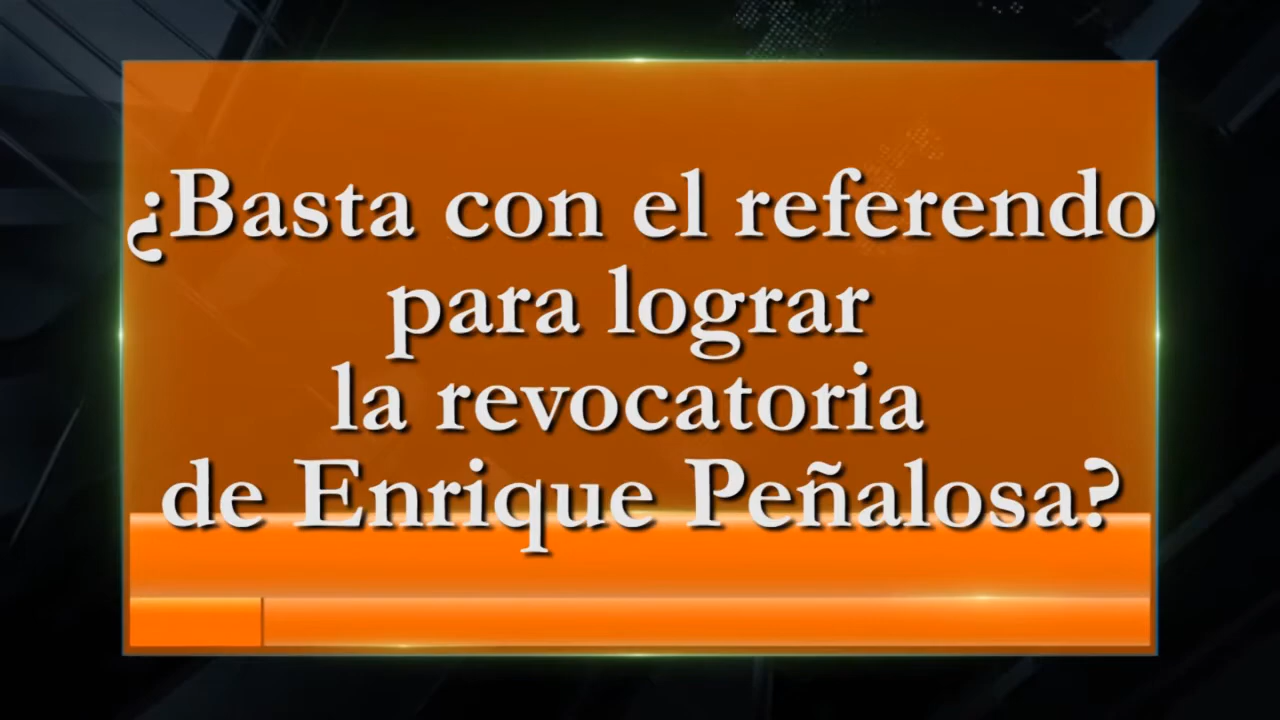 ¿Basta con el referendo
para lograr
la revocatoria
de Enrique Peñalosa?